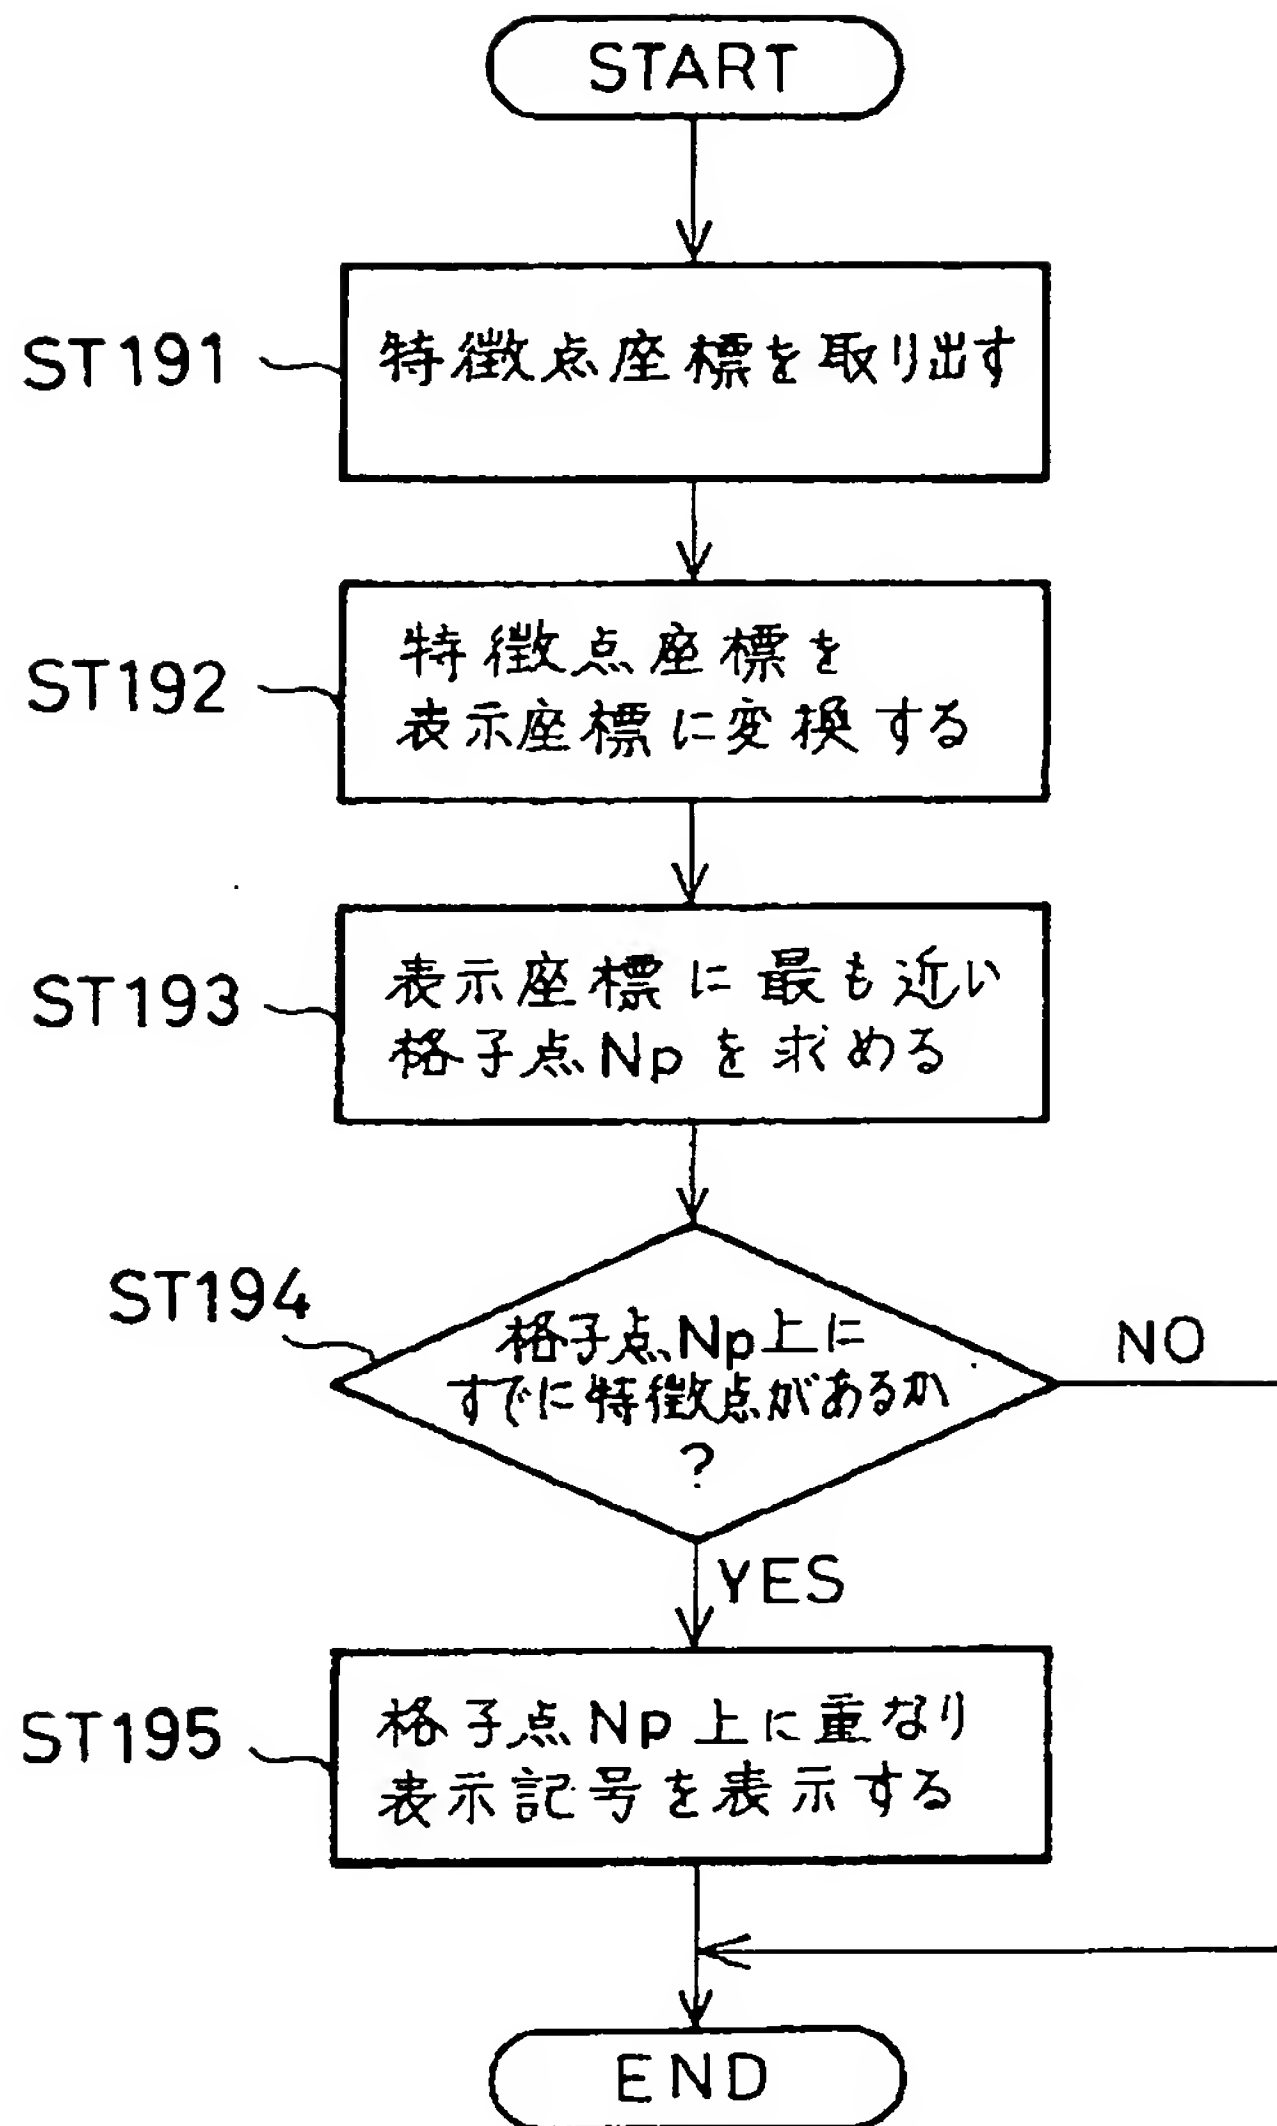 START
ST191
特徴点座標を取り出す
ST192
特徴点座標を
表示座標に変換する
ST193
表示座標に最も近い
格子点Npを求める
ST194
格子点Np上に
すでに特徴点があるか
?
NO
YES
ST195
格子点Np上に重なり
表示記号を表示する
END